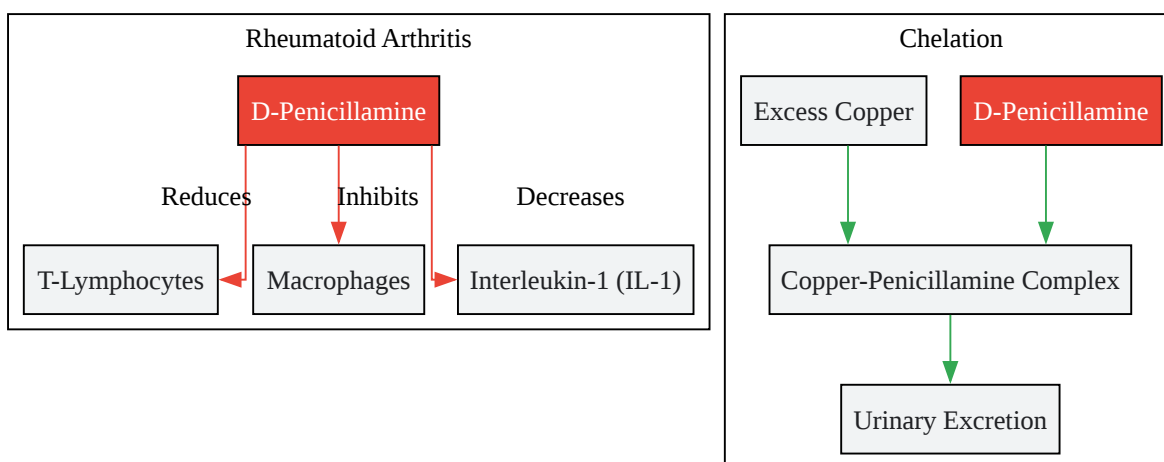 Rheumatoid Arthritis
D-Penicillamine
Reduces
Inhibits
Decreases
T-Lymphocytes
Macrophages
Interleukin-1 (IL-1)
Chelation
Excess Copper
D-Penicillamine
Copper-Penicillamine Complex
Urinary Excretion